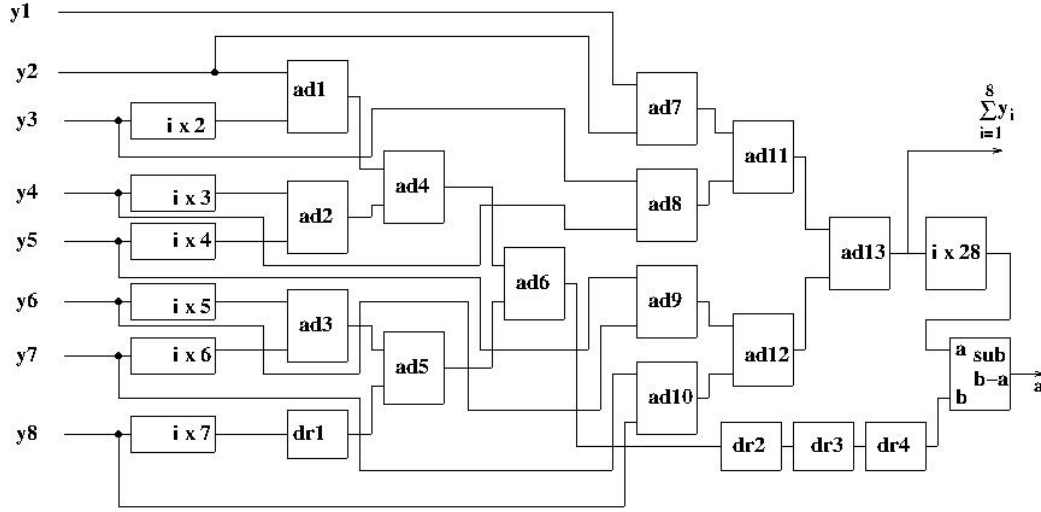 y1
y2
ad1
ad7
8
∑yᵢ
i=1
y3
i x 2
ad11
y4
i x 3
ad2
ad4
ad8
y5
i x 4
ad13
i x 28
ad6
y6
i x 5
ad3
ad9
y7
i x 6
ad5
ad12
a sub
b-a
b
a
ad10
y8
i x 7
dr1
dr2
dr3
dr4